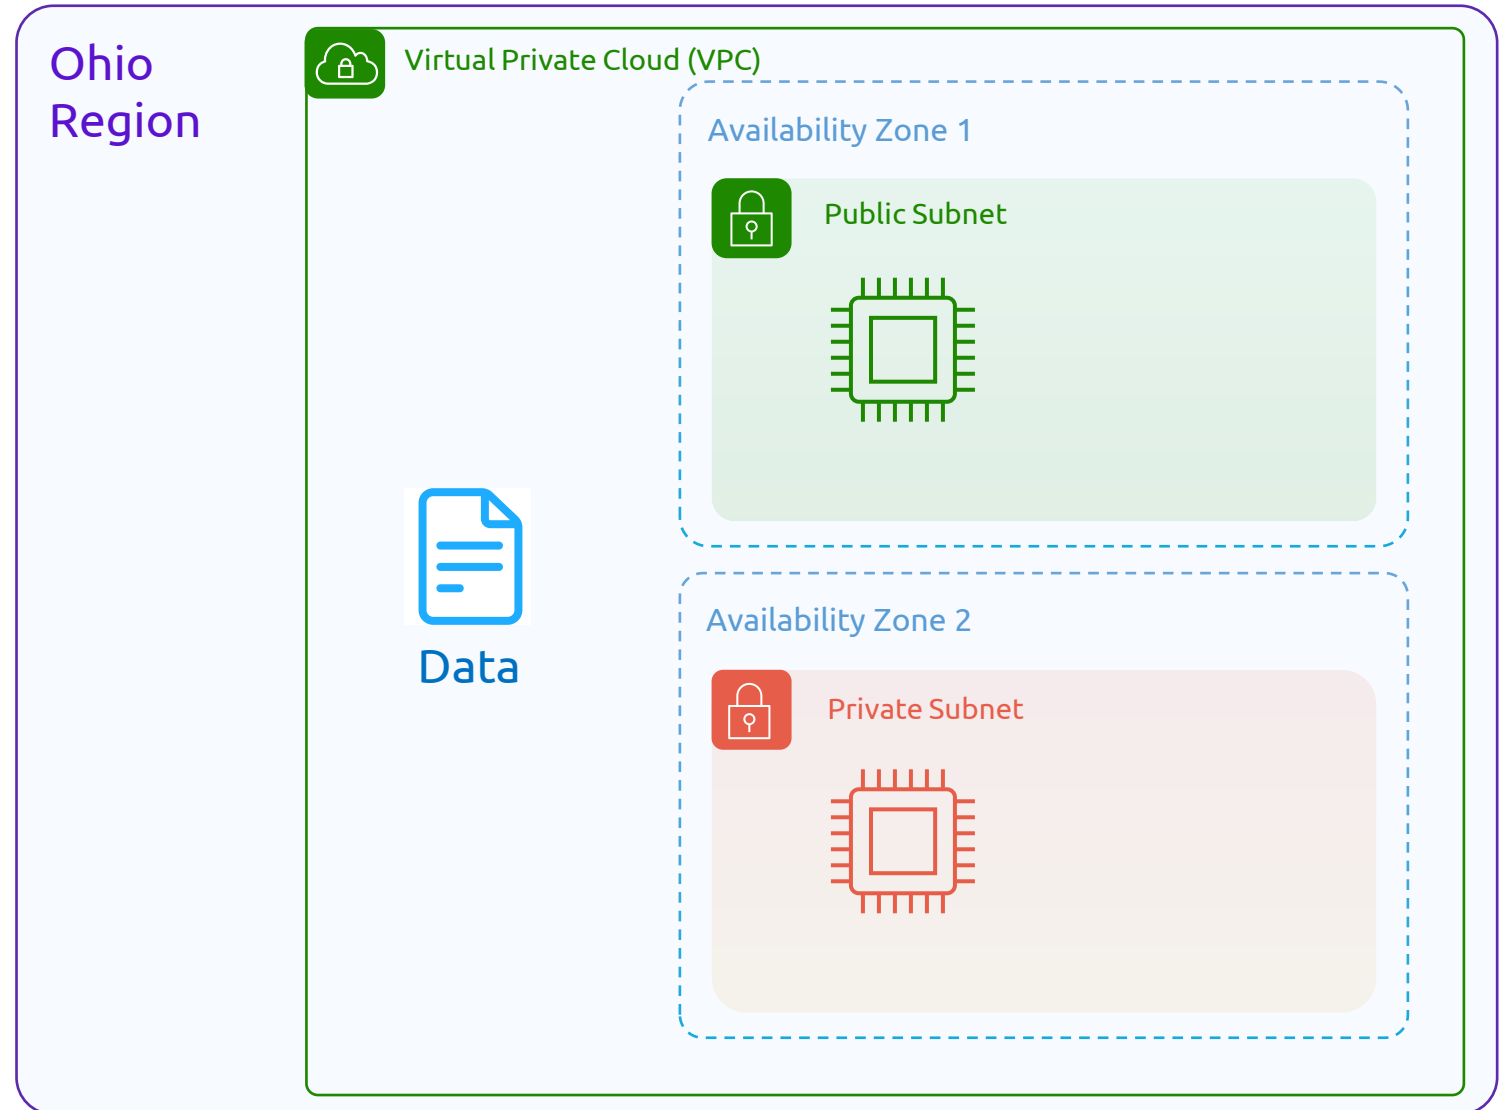 Ohio
Region
Virtual Private Cloud (VPC)
Availability Zone 1
Public Subnet
Data
Availability Zone 2
Private Subnet